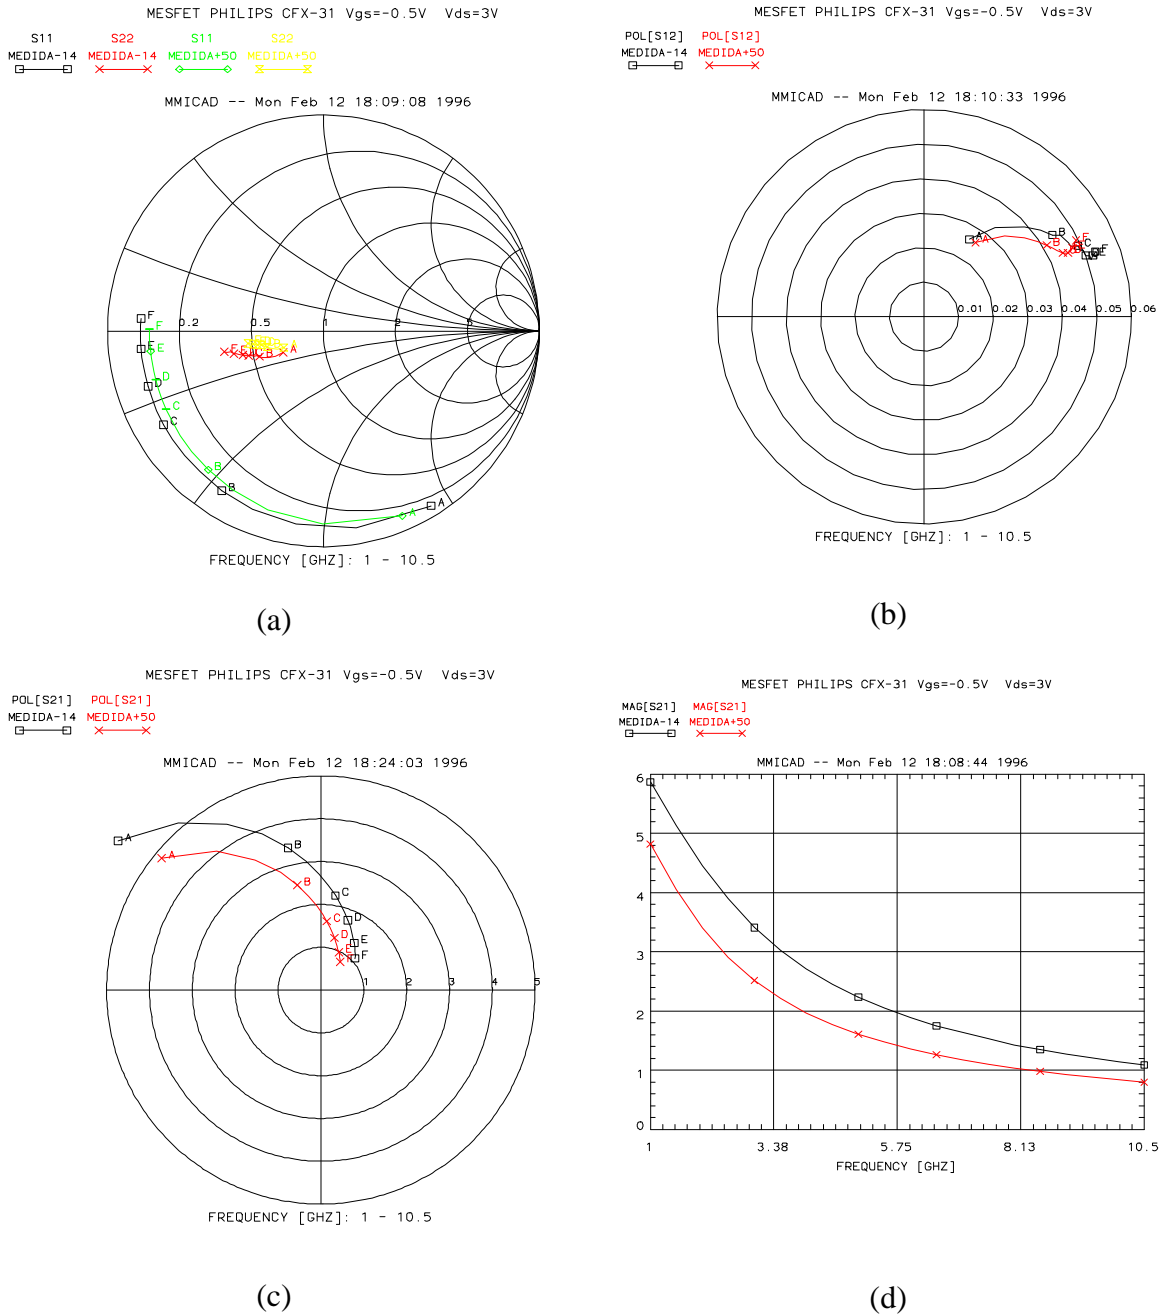 MESFET PHILIPS CFX-31 Vgs=-0.5V Vds=3V
S11 S22 S11 S22
MEDIDA-14 MEDIDA-14 MEDIDA+50 MEDIDA+50
MMICAD -- Mon Feb 12 18:09:08 1996
0.2 0.5 1 2 5
A B C D E F
A B C D E F
A B E F
A
FREQUENCY [GHZ]: 1 - 10.5
(a)
MESFET PHILIPS CFX-31 Vgs=-0.5V Vds=3V
POL[S12] POL[S12]
MEDIDA-14 MEDIDA+50
MMICAD -- Mon Feb 12 18:10:33 1996
A B C E F
A B F
0.01 0.02 0.03 0.04 0.05 0.06
FREQUENCY [GHZ]: 1 - 10.5
(b)
MESFET PHILIPS CFX-31 Vgs=-0.5V Vds=3V
POL[S21] POL[S21]
MEDIDA-14 MEDIDA+50
MMICAD -- Mon Feb 12 18:24:03 1996
A B C D E F
A B C D E F
1 2 3 4 5
FREQUENCY [GHZ]: 1 - 10.5
(c)
MESFET PHILIPS CFX-31 Vgs=-0.5V Vds=3V
MAG[S21] MAG[S21]
MEDIDA-14 MEDIDA+50
MMICAD -- Mon Feb 12 18:08:44 1996
6
5
4
3
2
1
0
1 3.38 5.75 8.13 10.5
FREQUENCY [GHZ]
(d)